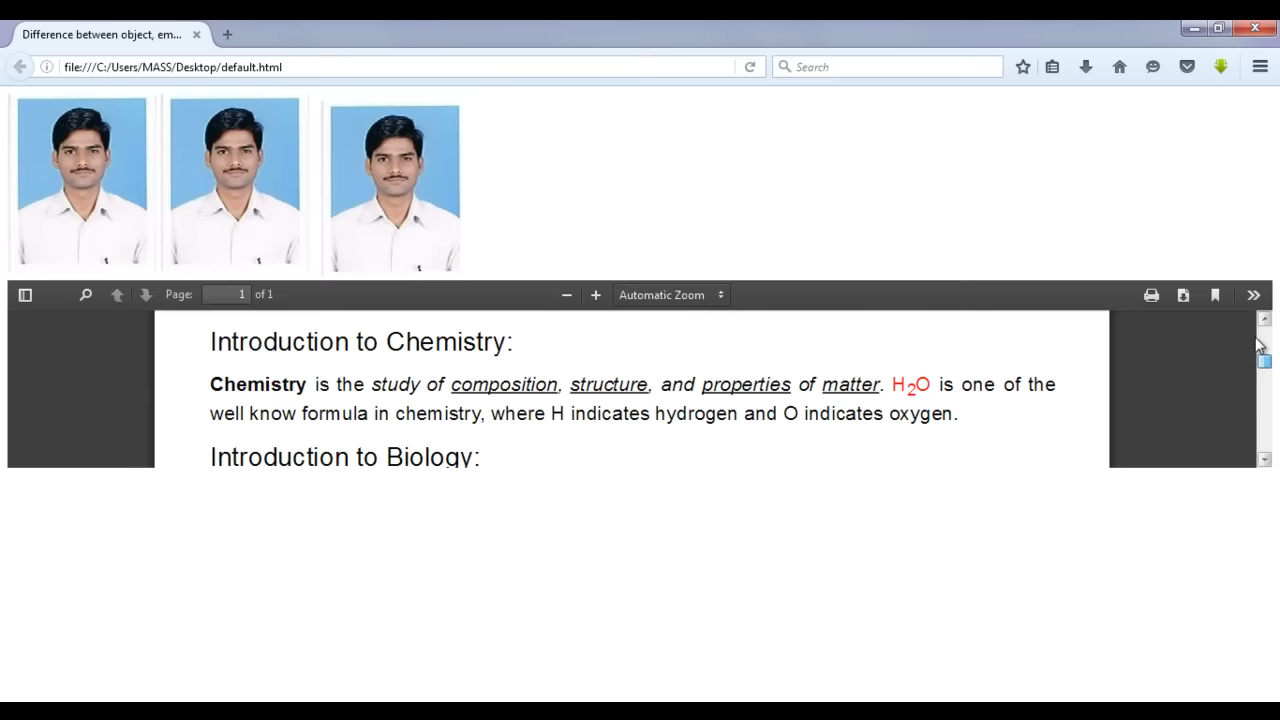 Difference between object, em...
file:///C:/Users/MASS/Desktop/default.html
Search
Page: 1 of 1
Automatic Zoom
Introduction to Chemistry:
Chemistry is the study of composition, structure, and properties of matter. H₂O is one of the
well know formula in chemistry, where H indicates hydrogen and O indicates oxygen.
Introduction to Biology: